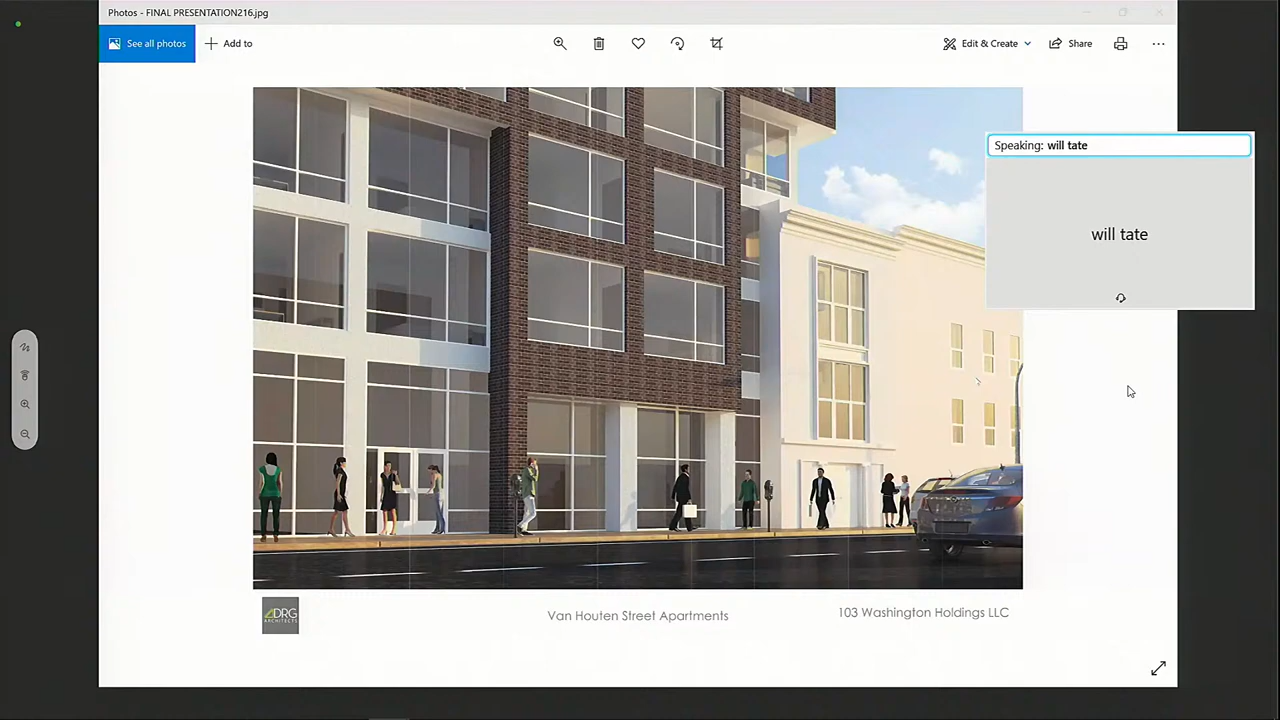 Photos - FINAL PRESENTATION216.jpg
See all photos
Add to
Edit & Create
Share
Speaking: will tate
will tate
DRG
ARCHITECTS
Van Houten Street Apartments
103 Washington Holdings LLC